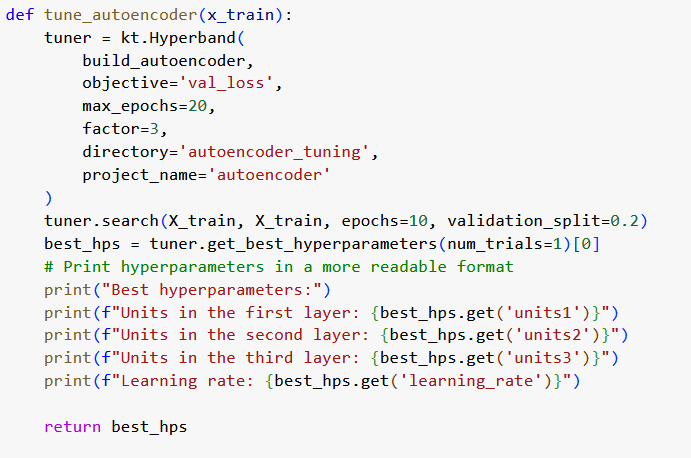 def tune_autoencoder(x_train):
    tuner = kt.Hyperband(
        build_autoencoder,
        objective='val_loss',
        max_epochs=20,
        factor=3,
        directory='autoencoder_tuning',
        project_name='autoencoder'
    )
    tuner.search(X_train, X_train, epochs=10, validation_split=0.2)
    best_hps = tuner.get_best_hyperparameters(num_trials=1)[0]
    # Print hyperparameters in a more readable format
    print("Best hyperparameters:")
    print(f"Units in the first layer: {best_hps.get('units1')}")
    print(f"Units in the second layer: {best_hps.get('units2')}")
    print(f"Units in the third layer: {best_hps.get('units3')}")
    print(f"Learning rate: {best_hps.get('learning_rate')}")
    return best_hps